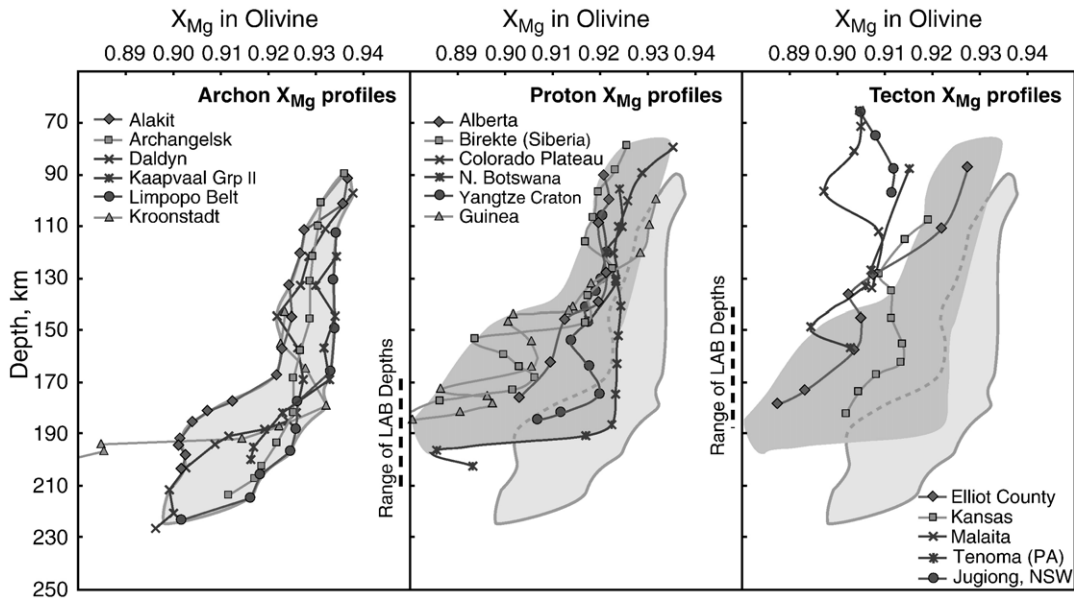 X_Mg in Olivine
0.89 0.90 0.91 0.92 0.93 0.94
X_Mg in Olivine
0.89 0.90 0.91 0.92 0.93 0.94
X_Mg in Olivine
0.89 0.90 0.91 0.92 0.93 0.94
Depth, km
70
90
110
130
150
170
190
210
230
250
Archon X_Mg profiles
Alakit
Archangelsk
Daldyn
Kaapvaal Grp II
Limpopo Belt
Kroonstadt
Range of LAB Depths
Proton X_Mg profiles
Alberta
Birekte (Siberia)
Colorado Plateau
N. Botswana
Yangtze Craton
Guinea
Range of LAB Depths
Tecton X_Mg profiles
Elliot County
Kansas
Malaita
Tenoma (PA)
Jugiong, NSW